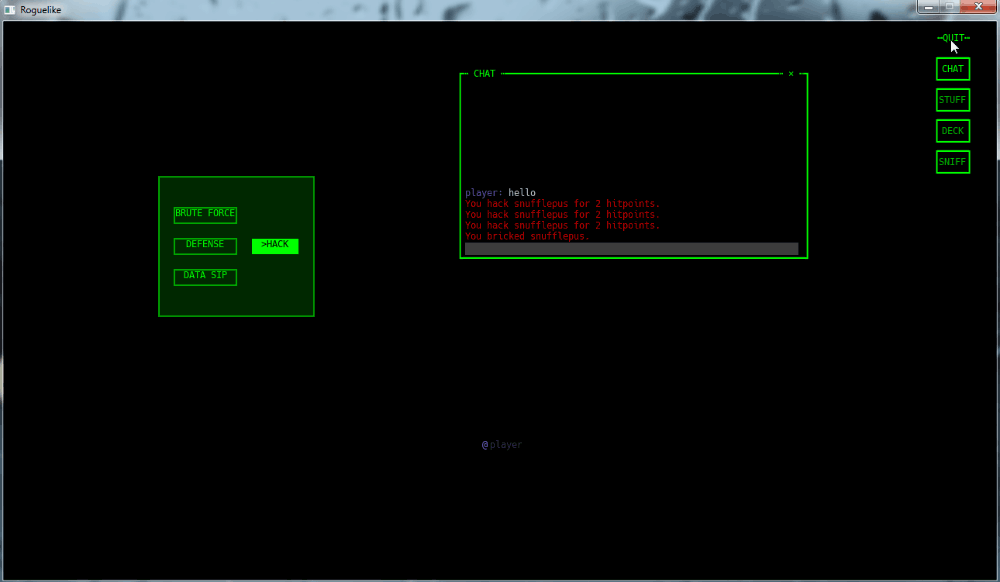 Roguelike
QUIT
CHAT
STUFF
DECK
SNIFF
CHAT ×
player: hello
You hack snufflepus for 2 hitpoints.
You hack snufflepus for 2 hitpoints.
You hack snufflepus for 2 hitpoints.
You bricked snufflepus.
BRUTE FORCE
DEFENSE >HACK
DATA SIP
@player